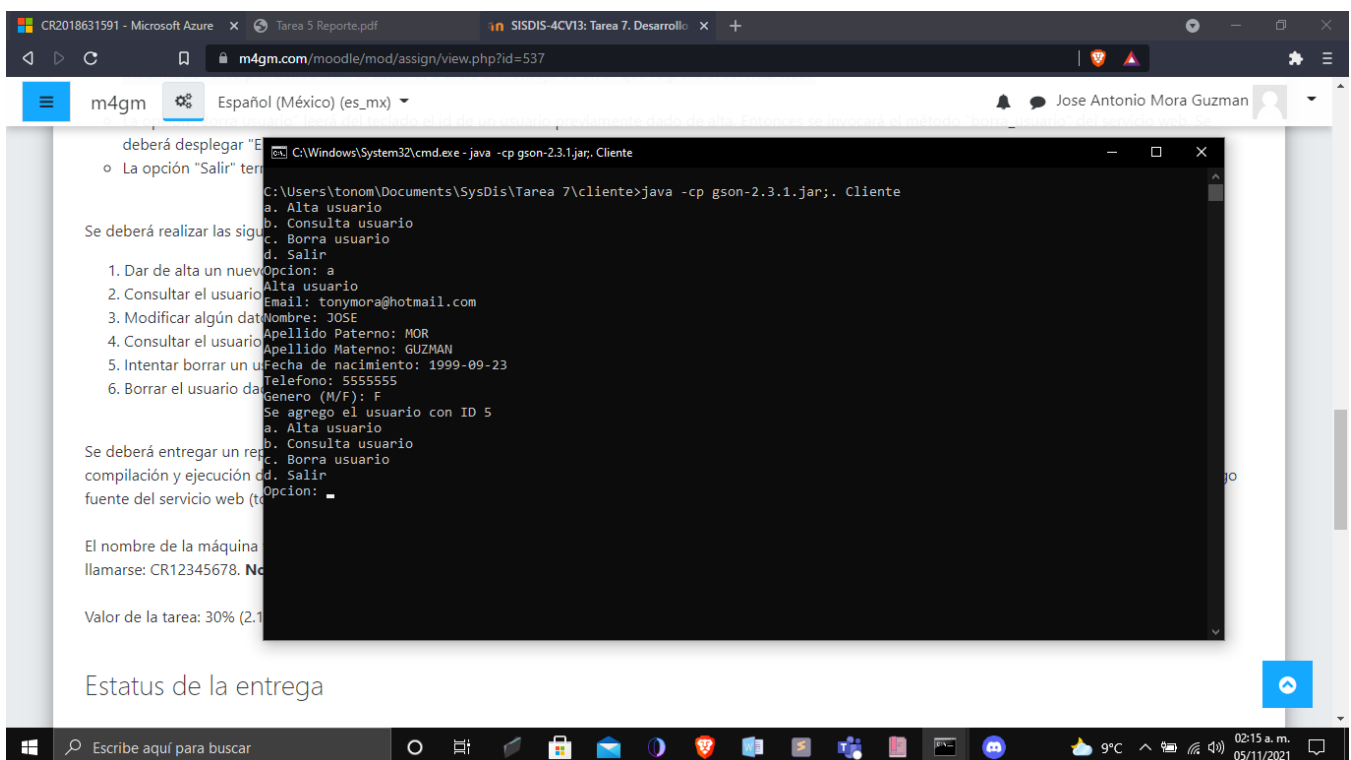 CR2018631591 - Microsoft Azure
Tarea 5 Reporte.pdf
SISDIS-4CV13: Tarea 7. Desarrollo
m4gm.com/moodle/mod/assign/view.php?id=537
m4gm
Español (México) (es_mx)
Jose Antonio Mora Guzman
deberá desplegar "E
La opción "Salir" terr
Se deberá realizar las sigu
1. Dar de alta un nuevo
2. Consultar el usuario
3. Modificar algún dat
4. Consultar el usuario
5. Intentar borrar un u
6. Borrar el usuario da
Se deberá entregar un rep
compilación y ejecución d
go
fuente del servicio web (to
El nombre de la máquina
llamarse: CR12345678. No
Valor de la tarea: 30% (2.1
Estatus de la entrega
C:\Windows\System32\cmd.exe - java -cp gson-2.3.1.jar;. Cliente
C:\Users\tonom\Documents\SysDis\Tarea 7\cliente>java -cp gson-2.3.1.jar;. Cliente
a. Alta usuario
b. Consulta usuario
c. Borra usuario
d. Salir
Opcion: a
Alta usuario
Email: tonymora@hotmail.com
Nombre: JOSE
Apellido Paterno: MOR
Apellido Materno: GUZMAN
Fecha de nacimiento: 1999-09-23
Telefono: 5555555
Genero (M/F): F
Se agrego el usuario con ID 5
a. Alta usuario
b. Consulta usuario
c. Borra usuario
d. Salir
Opcion:
Escribe aquí para buscar
9°C
02:15 a. m.
05/11/2021